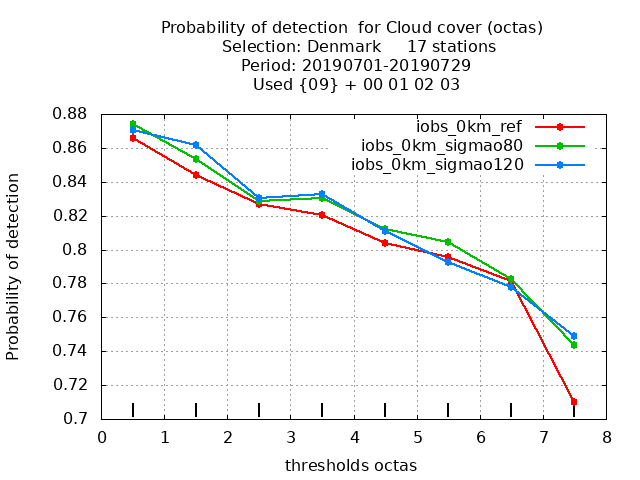 Probability of detection  for Cloud cover (octas)
Selection: Denmark     17 stations
Period: 20190701-20190729
Used {09} + 00 01 02 03
iobs_0km_ref
iobs_0km_sigmao80
iobs_0km_sigmao120
Probability of detection
0.88
0.86
0.84
0.82
0.8
0.78
0.76
0.74
0.72
0.7
0 1 2 3 4 5 6 7 8
thresholds octas